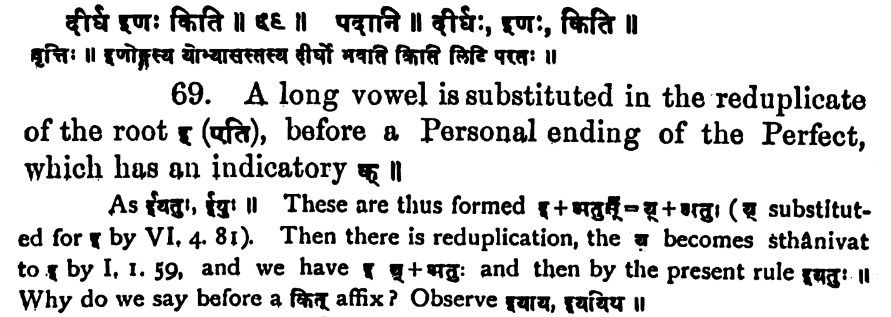 दीर्घ इणः किति ॥ ६९ ॥ पदानि ॥ दीर्घः, इणः, किति ॥
वृत्तिः ॥ इणोङ्गस्य योभ्यासस्तस्य दीर्घो भवति किति लिटि परतः ॥
69. A long vowel is substituted in the reduplicate
of the root इ (एति), before a Personal ending of the Perfect,
which has an indicatory क् ॥
As ईयतुः, ईयुः ॥ These are thus formed इ + अतुस् = य् + अतुः ( य् substitut-
ed for इ by VI. 4. 81). Then there is reduplication, the य becomes sthânivat
to इ by I. 1. 59, and we have इ य् + अतुः and then by the present rule इयतुः ॥
Why do we say before a कित् affix? Observe इयाय, इययिथ ॥